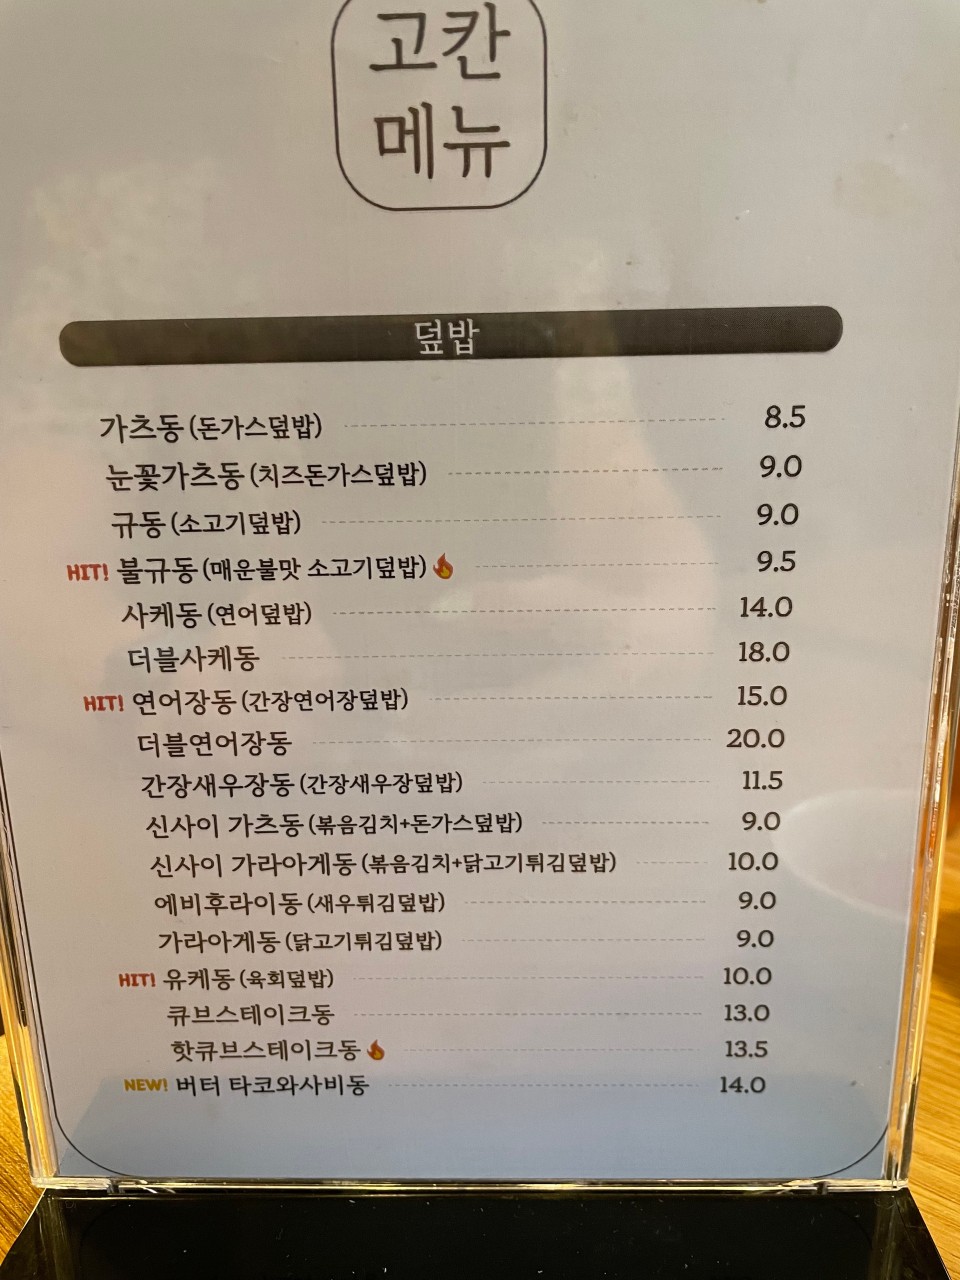 고칸
메뉴
덮밥
가츠동 (돈가스덮밥) 8.5
눈꽃가츠동 (치즈돈가스덮밥) 9.0
규동 (소고기덮밥) 9.0
HIT! 불규동 (매운불맛 소고기덮밥) 9.5
사케동 (연어덮밥) 14.0
더블사케동 18.0
HIT! 연어장동 (간장연어장덮밥) 15.0
더블연어장동 20.0
간장새우장동 (간장새우장덮밥) 11.5
신사이 가츠동 (볶음김치+돈가스덮밥) 9.0
신사이 가라아게동 (볶음김치+닭고기튀김덮밥) 10.0
에비후라이동 (새우튀김덮밥) 9.0
가라아게동 (닭고기튀김덮밥) 9.0
HIT! 유케동 (육회덮밥) 10.0
큐브스테이크동 13.0
핫큐브스테이크동 13.5
NEW! 버터 타코와사비동 14.0